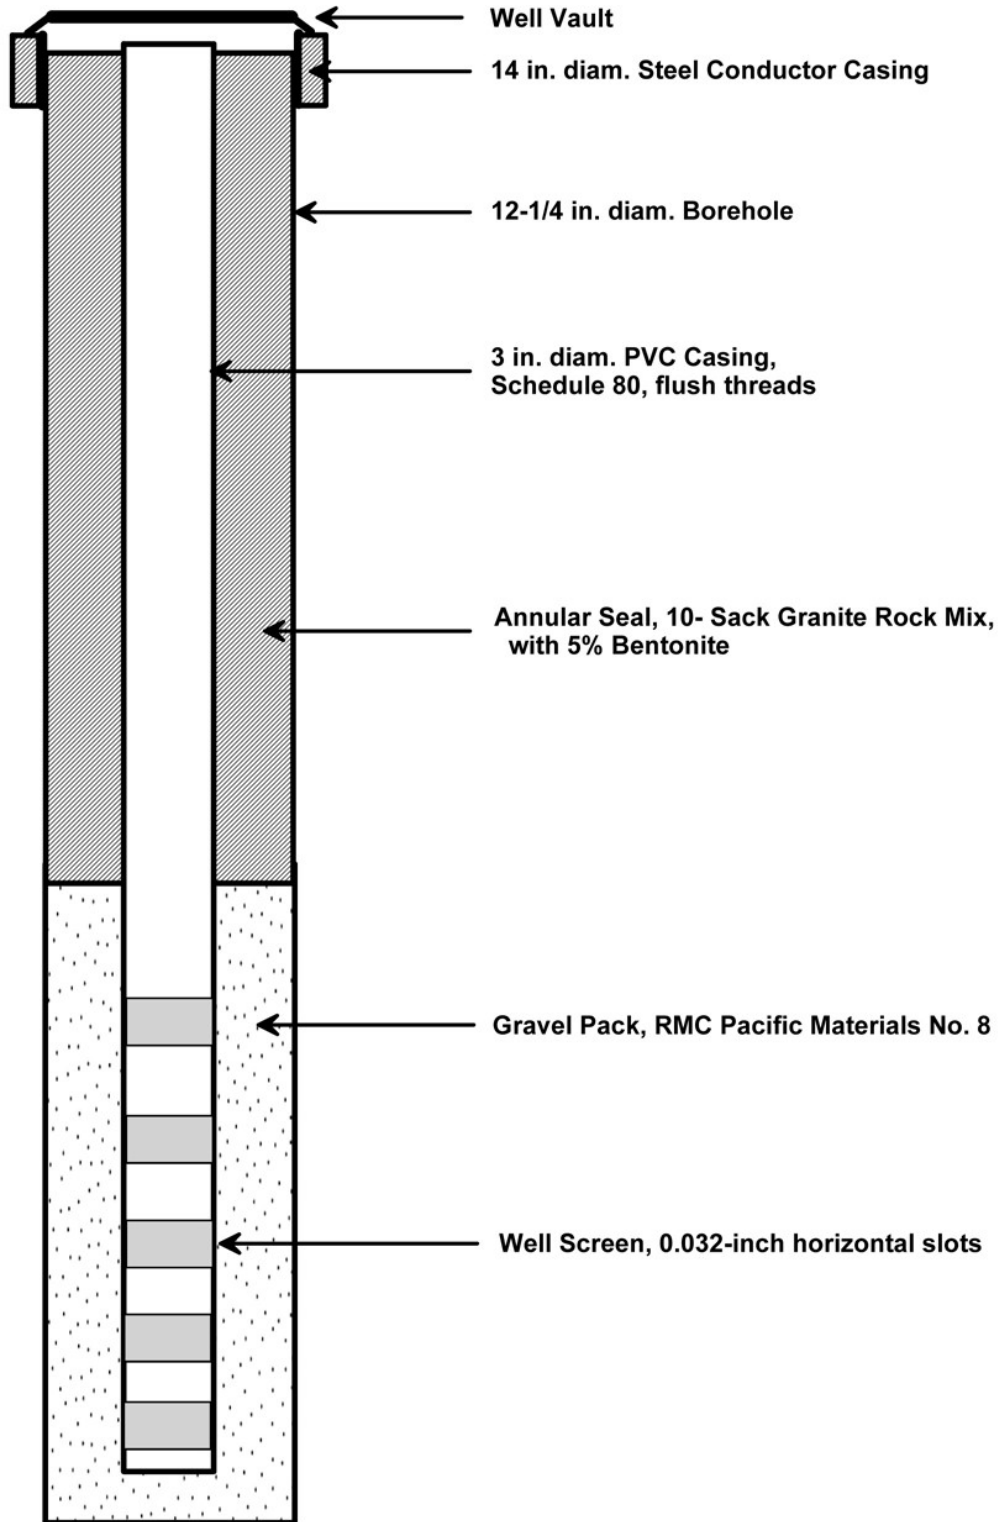 Well Vault
14 in. diam. Steel Conductor Casing
12-1/4 in. diam. Borehole
3 in. diam. PVC Casing,
Schedule 80, flush threads
Annular Seal, 10- Sack Granite Rock Mix,
with 5% Bentonite
Gravel Pack, RMC Pacific Materials No. 8
Well Screen, 0.032-inch horizontal slots